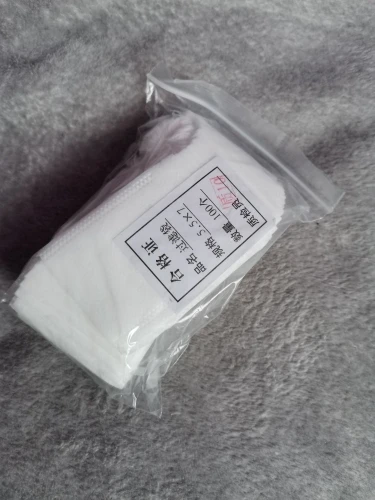 合格证
品名 过滤袋
规格 5.5×7
数量 100个
质检员